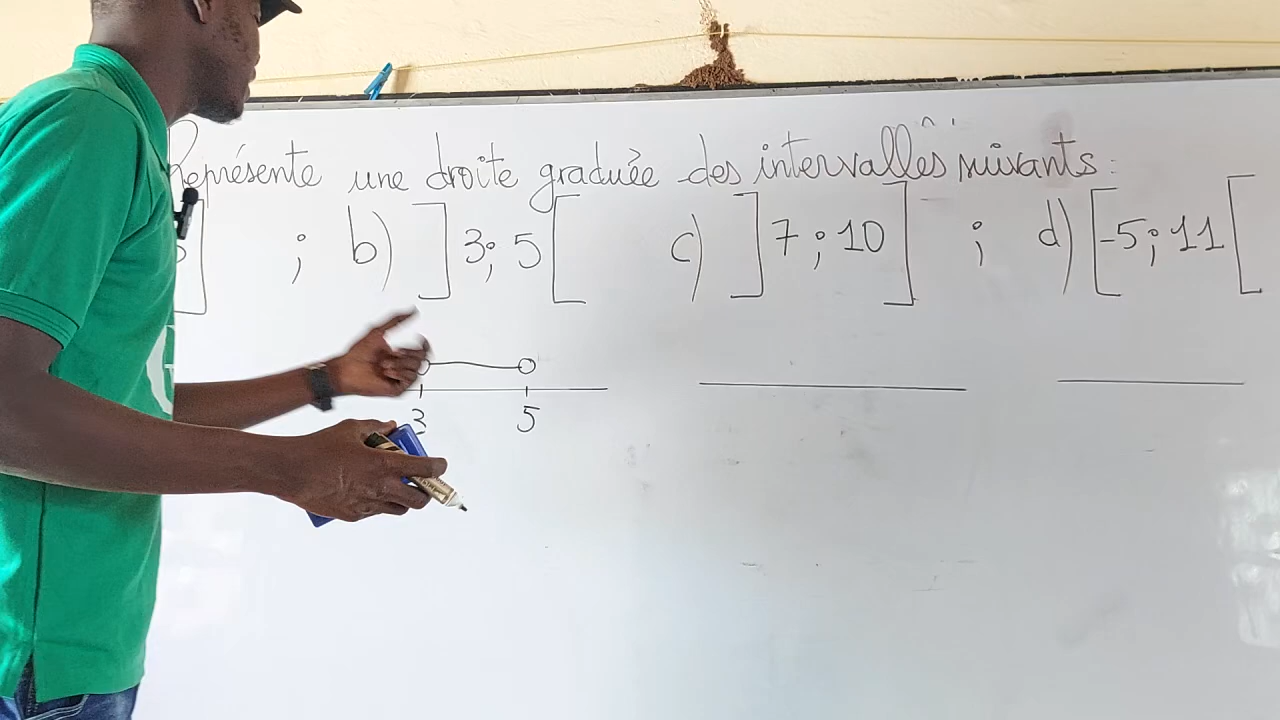 Représente une droite graduée des intervalles suivants :
] ; b) ]3; 5[ c) ]7 ; 10] ; d) [-5; 11[
3 5